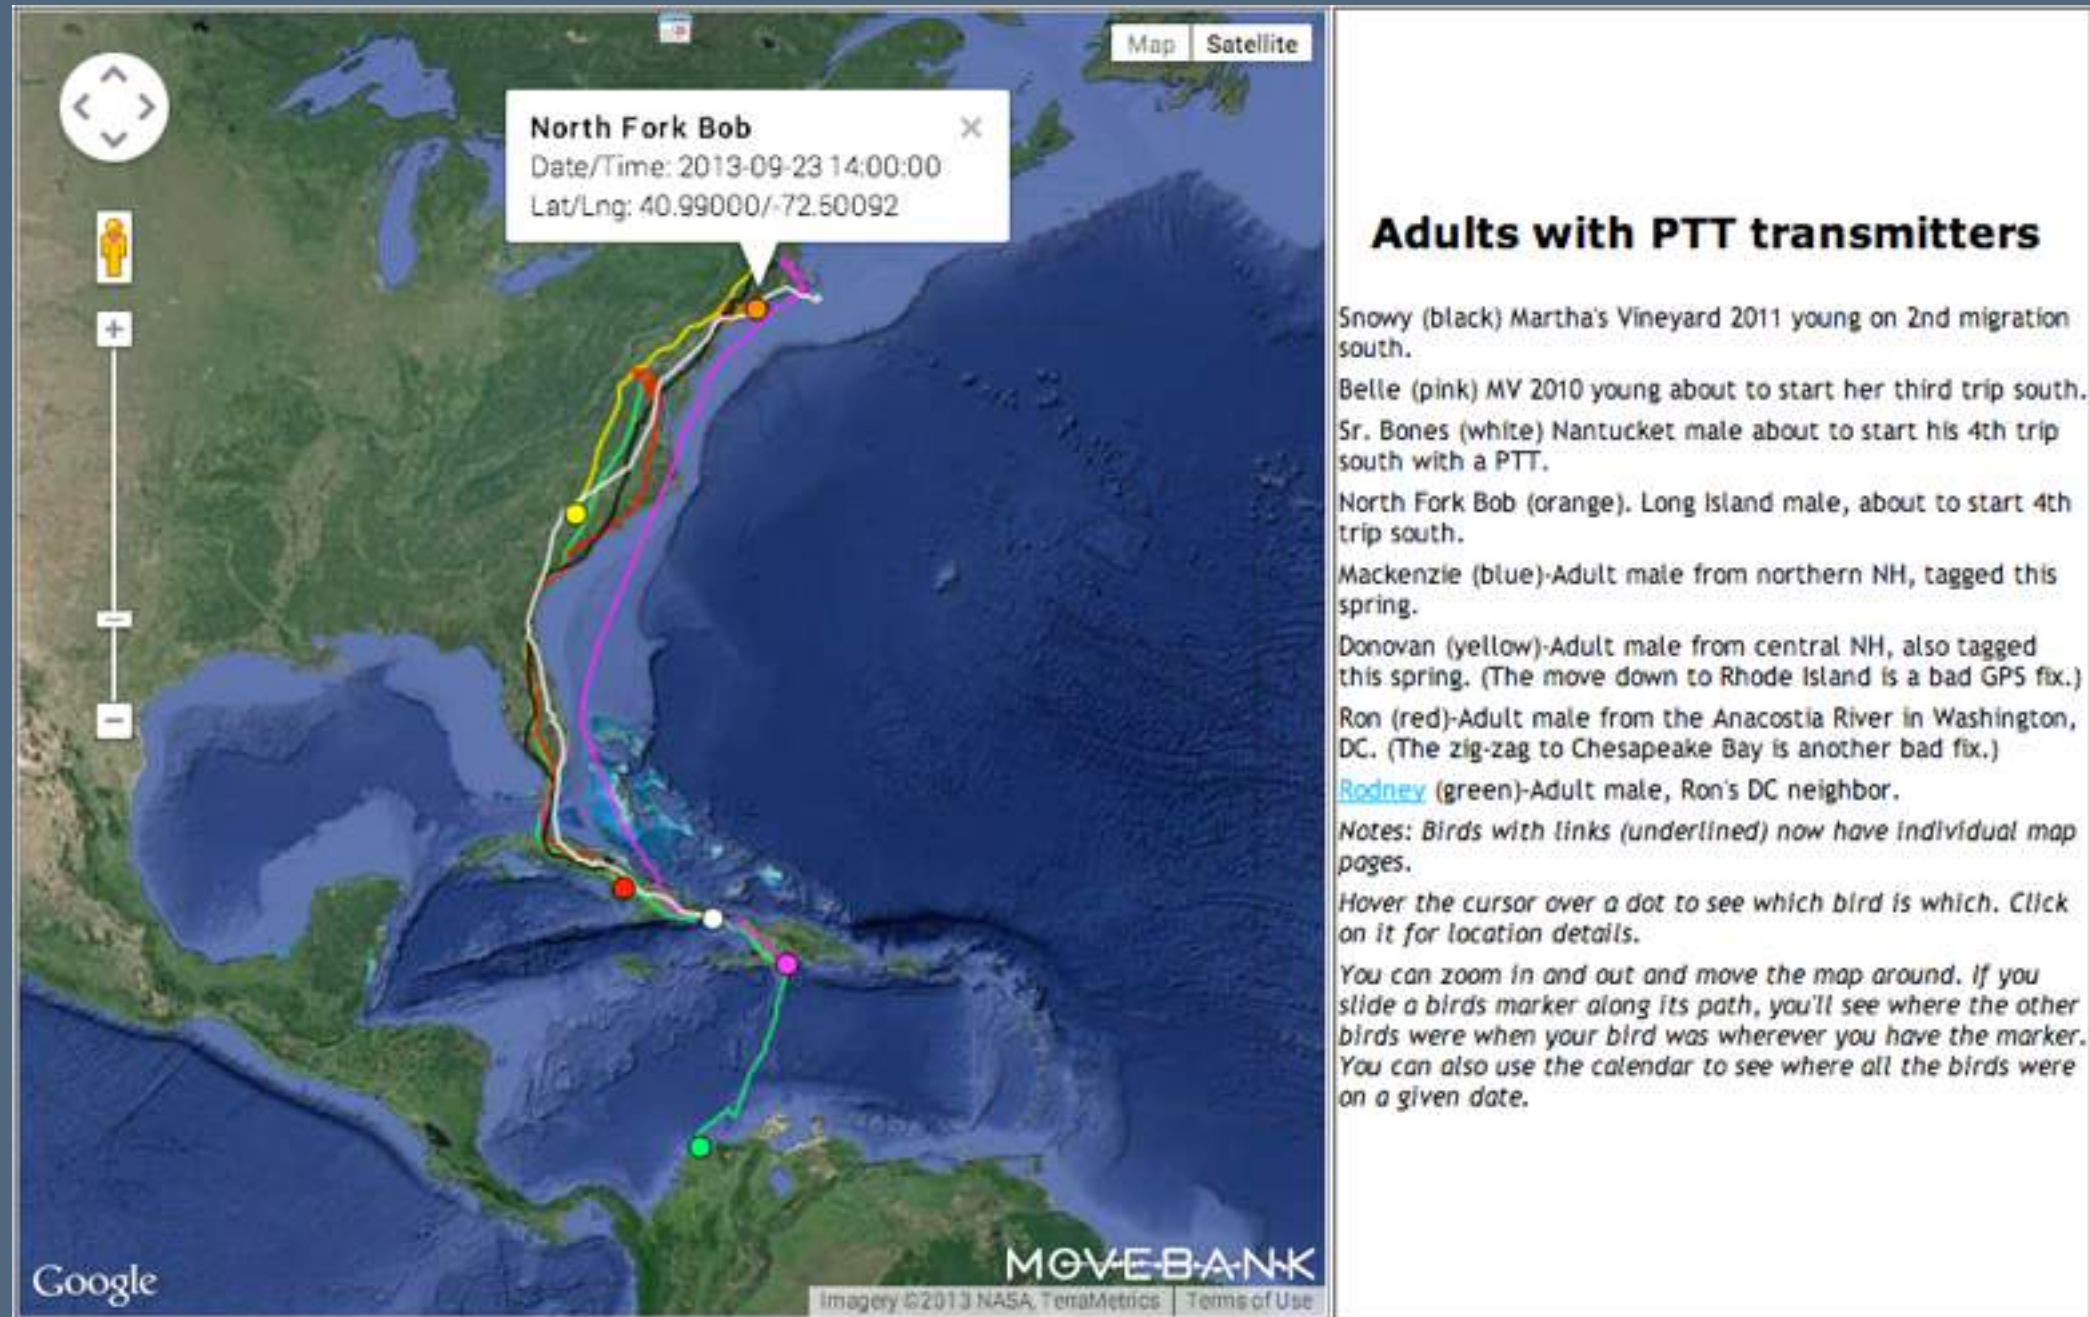 Map
Satellite
North Fork Bob
Date/Time: 2013-09-23 14:00:00
Lat/Lng: 40.99000/-72.50092
Google
MOVEBANK
Imagery ©2013 NASA, TerraMetrics
Terms of Use
Adults with PTT transmitters
Snowy (black) Martha's Vineyard 2011 young on 2nd migration
south.
Belle (pink) MV 2010 young about to start her third trip south.
Sr. Bones (white) Nantucket male about to start his 4th trip
south with a PTT.
North Fork Bob (orange). Long Island male, about to start 4th
trip south.
Mackenzie (blue)-Adult male from northern NH, tagged this
spring.
Donovan (yellow)-Adult male from central NH, also tagged
this spring. (The move down to Rhode Island is a bad GPS fix.)
Ron (red)-Adult male from the Anacostia River in Washington,
DC. (The zig-zag to Chesapeake Bay is another bad fix.)
Rodney (green)-Adult male, Ron's DC neighbor.
Notes: Birds with links (underlined) now have individual map
pages.
Hover the cursor over a dot to see which bird is which. Click
on it for location details.
You can zoom in and out and move the map around. If you
slide a birds marker along its path, you'll see where the other
birds were when your bird was wherever you have the marker.
You can also use the calendar to see where all the birds were
on a given date.